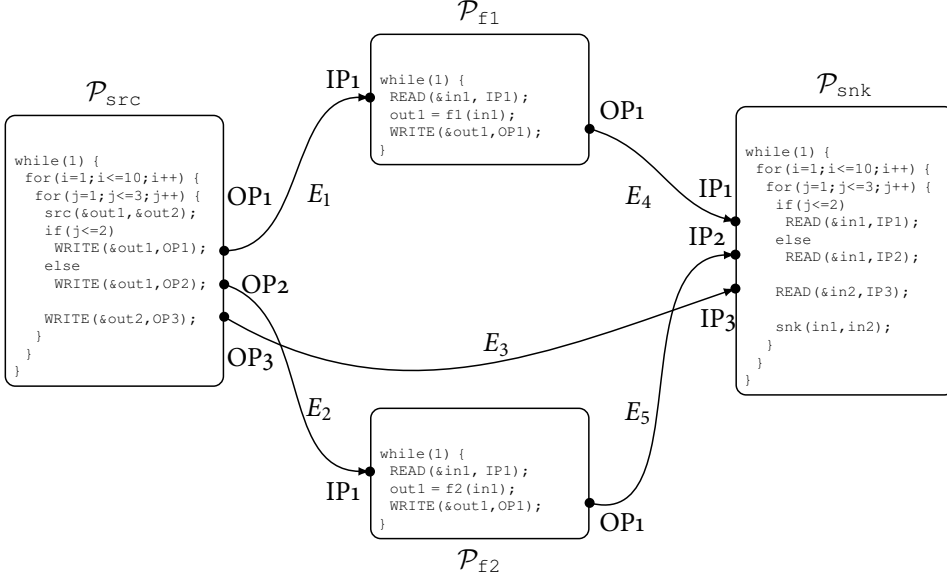 P_f1
while(1) {
READ(&in1, IP1);
out1 = f1(in1);
WRITE(&out1,OP1);
}
IP1
OP1
P_src
while(1) {
for(i=1;i<=10;i++) {
for(j=1;j<=3;j++) {
src(&out1,&out2);
if(j<=2)
WRITE(&out1,OP1);
else
WRITE(&out1,OP2);
WRITE(&out2,OP3);
}
}
}
OP1
OP2
OP3
E1
E2
E3
E4
E5
P_snk
while(1) {
for(i=1;i<=10;i++) {
for(j=1;j<=3;j++) {
if(j<=2)
READ(&in1,IP1);
else
READ(&in1,IP2);
READ(&in2,IP3);
snk(in1,in2);
}
}
}
IP1
IP2
IP3
while(1) {
READ(&in1, IP1);
out1 = f2(in1);
WRITE(&out1,OP1);
}
IP1
OP1
P_f2